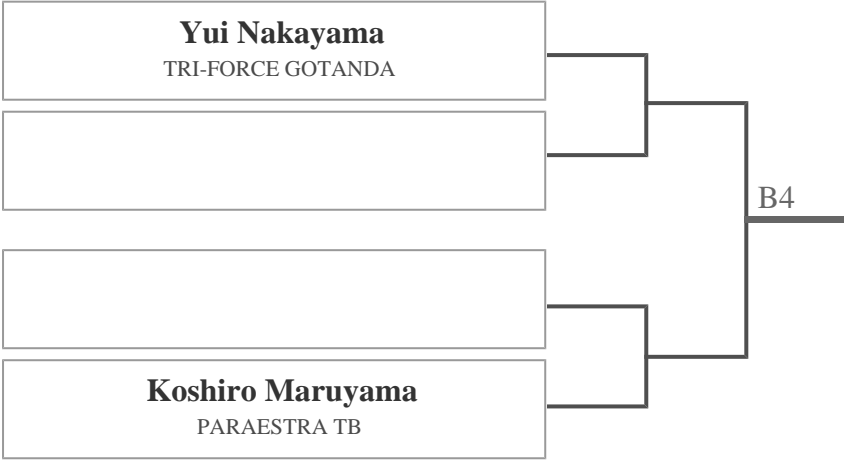 Yui Nakayama
TRI-FORCE GOTANDA
B4
Koshiro Maruyama
PARAESTRA TB